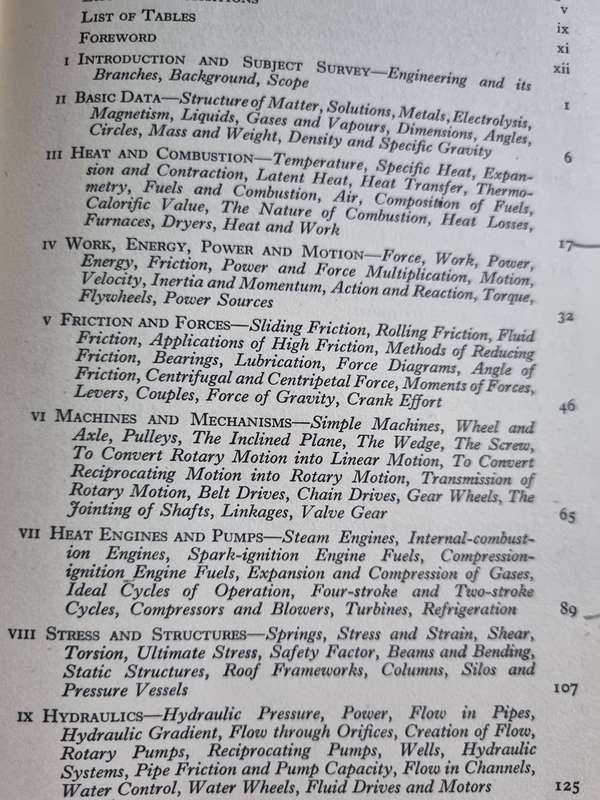 v
ix
LIST OF TABLES xi
FOREWORD xii
I INTRODUCTION AND SUBJECT SURVEY—Engineering and its
Branches, Background, Scope 1
II BASIC DATA—Structure of Matter, Solutions, Metals, Electrolysis,
Magnetism, Liquids, Gases and Vapours, Dimensions, Angles,
Circles, Mass and Weight, Density and Specific Gravity 6
III HEAT AND COMBUSTION—Temperature, Specific Heat, Expan-
sion and Contraction, Latent Heat, Heat Transfer, Thermo-
metry, Fuels and Combustion, Air, Composition of Fuels,
Calorific Value, The Nature of Combustion, Heat Losses,
Furnaces, Dryers, Heat and Work 17
IV WORK, ENERGY, POWER AND MOTION—Force, Work, Power,
Energy, Friction, Power and Force Multiplication, Motion,
Velocity, Inertia and Momentum, Action and Reaction, Torque,
Flywheels, Power Sources 32
V FRICTION AND FORCES—Sliding Friction, Rolling Friction, Fluid
Friction, Applications of High Friction, Methods of Reducing
Friction, Bearings, Lubrication, Force Diagrams, Angle of
Friction, Centrifugal and Centripetal Force, Moments of Forces,
Levers, Couples, Force of Gravity, Crank Effort 46
VI MACHINES AND MECHANISMS—Simple Machines, Wheel and
Axle, Pulleys, The Inclined Plane, The Wedge, The Screw,
To Convert Rotary Motion into Linear Motion, To Convert
Reciprocating Motion into Rotary Motion, Transmission of
Rotary Motion, Belt Drives, Chain Drives, Gear Wheels, The
Jointing of Shafts, Linkages, Valve Gear 65
VII HEAT ENGINES AND PUMPS—Steam Engines, Internal-combust-
ion Engines, Spark-ignition Engine Fuels, Compression-
ignition Engine Fuels, Expansion and Compression of Gases,
Ideal Cycles of Operation, Four-stroke and Two-stroke
Cycles, Compressors and Blowers, Turbines, Refrigeration 89
VIII STRESS AND STRUCTURES—Springs, Stress and Strain, Shear,
Torsion, Ultimate Stress, Safety Factor, Beams and Bending,
Static Structures, Roof Frameworks, Columns, Silos and
Pressure Vessels 107
IX HYDRAULICS—Hydraulic Pressure, Power, Flow in Pipes,
Hydraulic Gradient, Flow through Orifices, Creation of Flow,
Rotary Pumps, Reciprocating Pumps, Wells, Hydraulic
Systems, Pipe Friction and Pump Capacity, Flow in Channels,
Water Control, Water Wheels, Fluid Drives and Motors 125